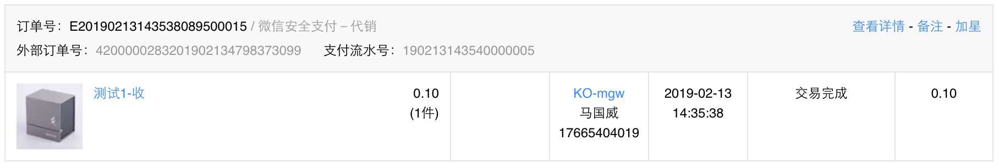 订单号：E20190213143538089500015 / 微信安全支付 – 代销
查看详情 - 备注 - 加星
外部订单号：4200000283201902134798373099 支付流水号：190213143540000005
测试1-收
0.10
(1件)
KO-mgw
马国威
17665404019
2019-02-13
14:35:38
交易完成
0.10